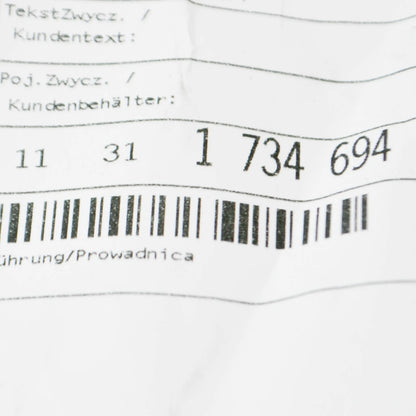 TekstZwycz. /
Kundentext:
Poj.Zwycz. /
Kundenbehälter:
11 31 1 734 694
ührung/Prowadnica